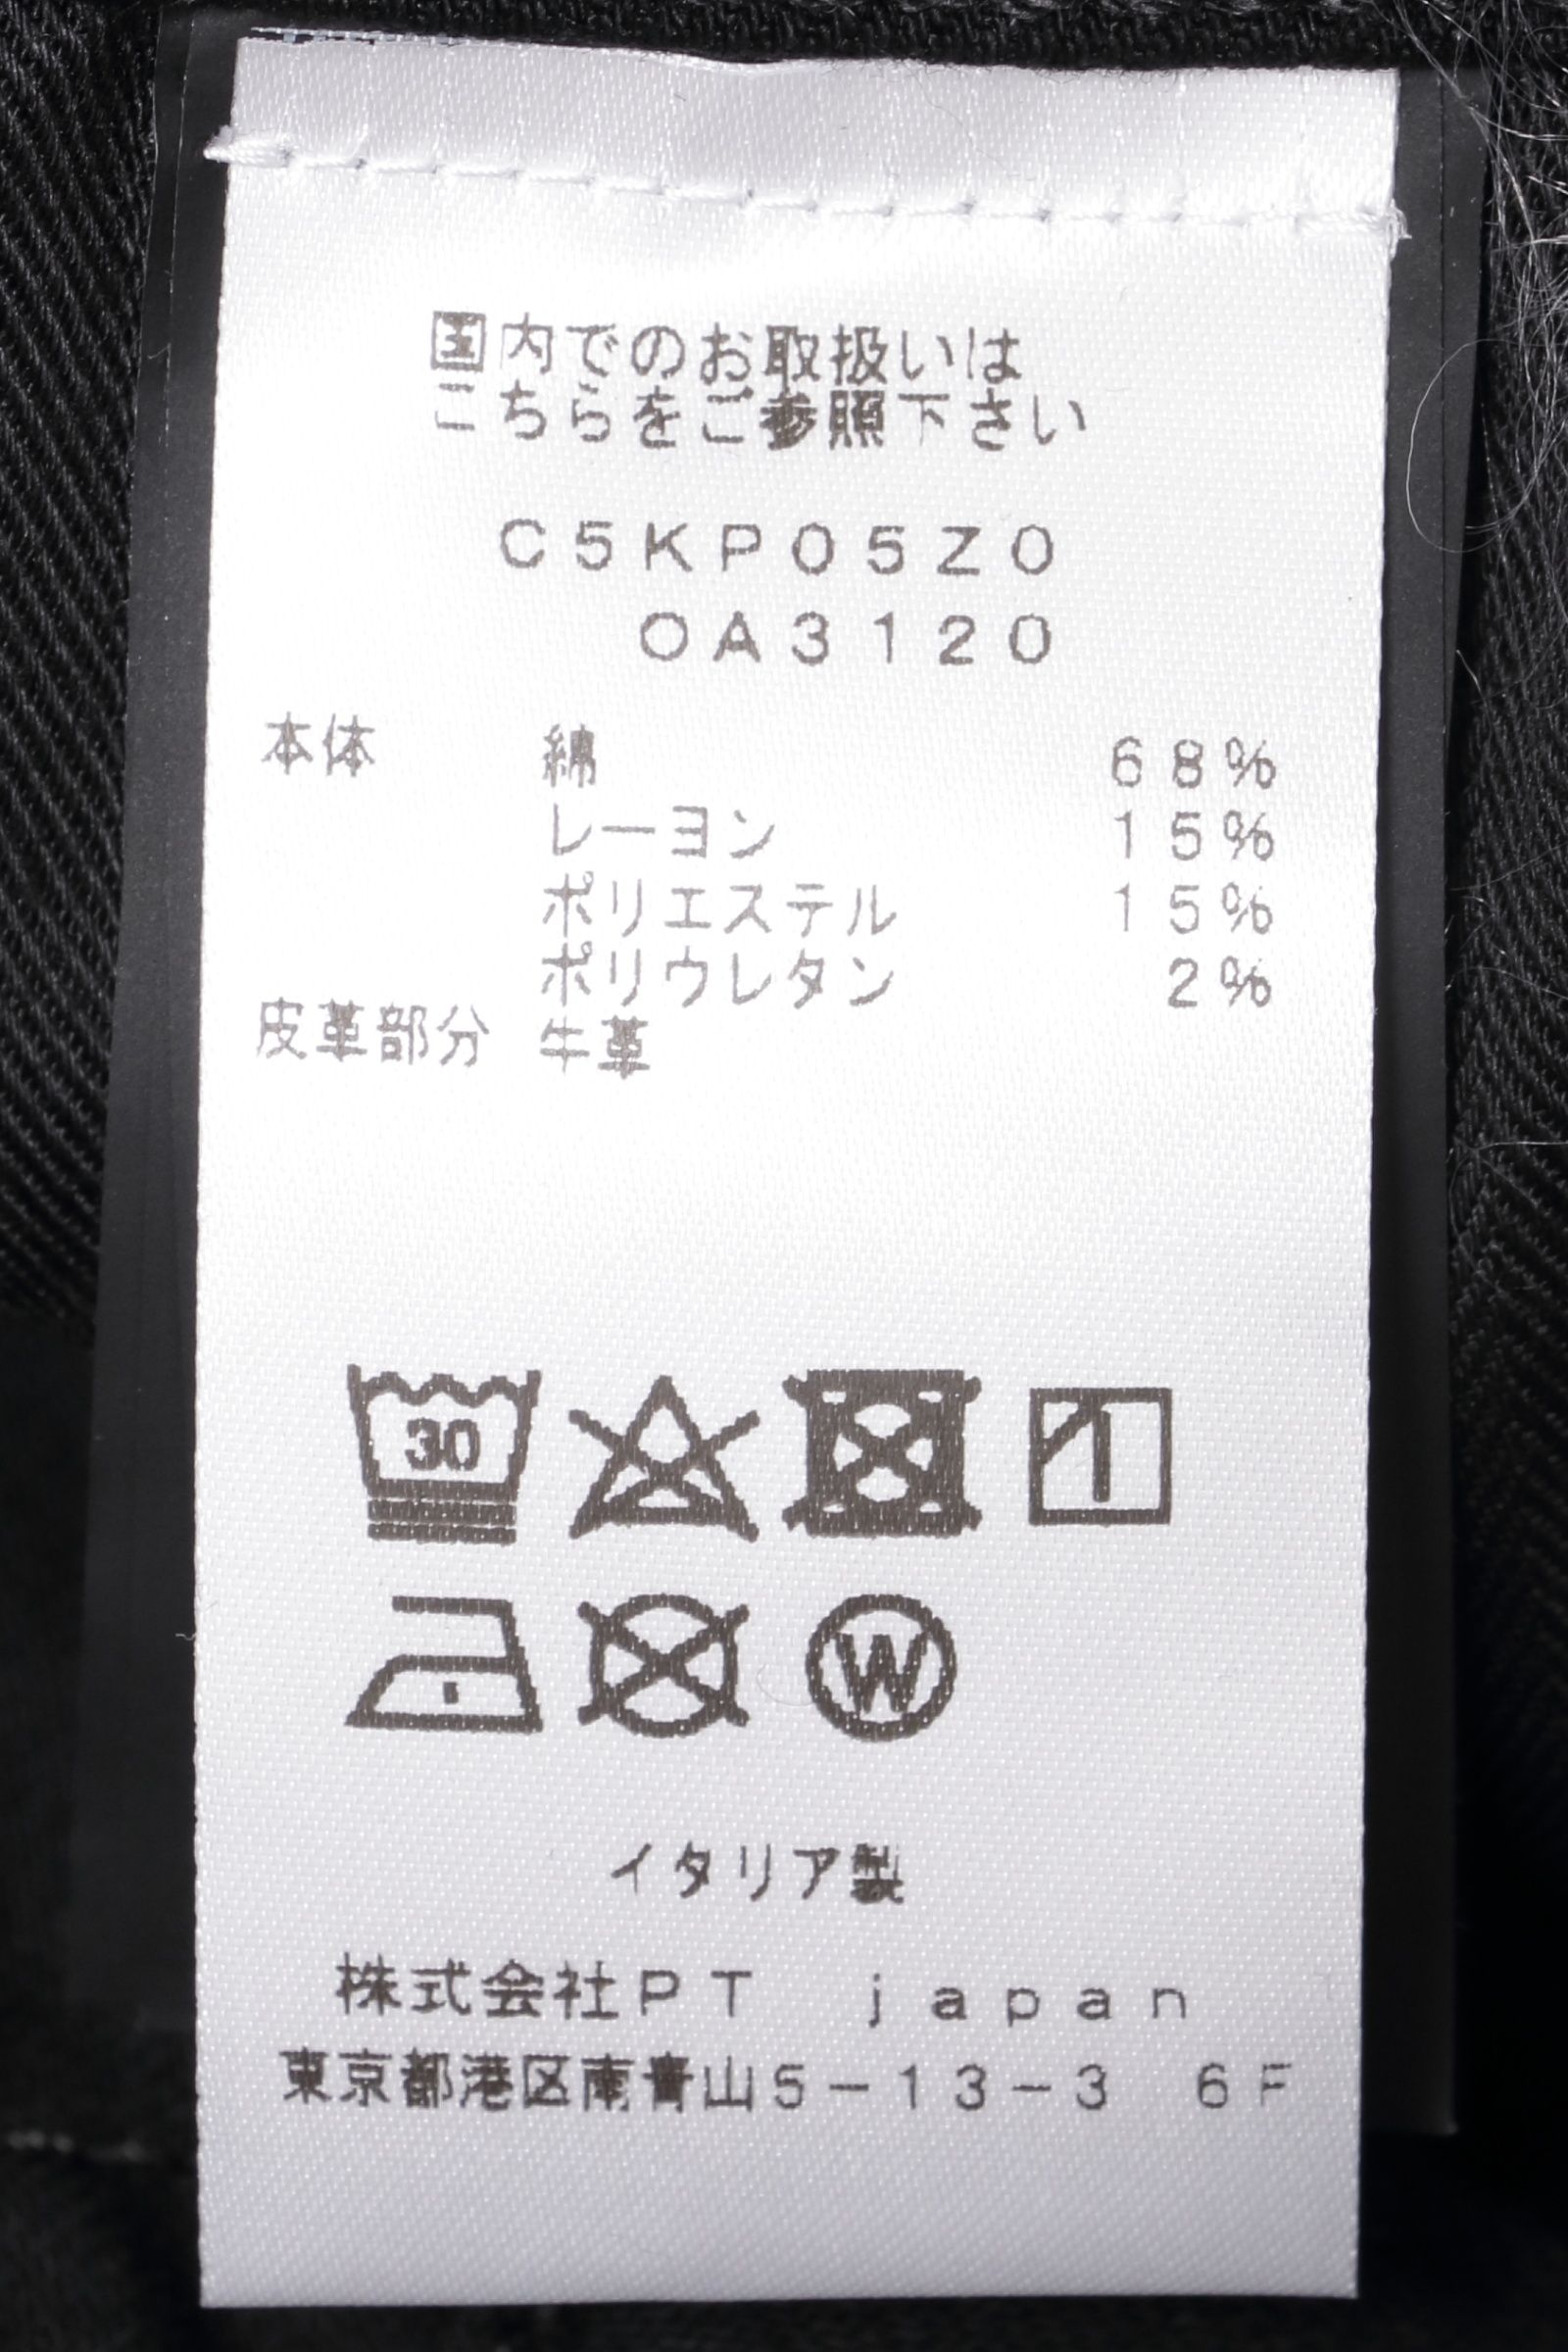 国内でのお取扱いは
こちらをご参照下さい
C5KP05Z0
OA3120
本体 綿 68%
レーヨン 15%
ポリエステル 15%
ポリウレタン 2%
皮革部分 牛革
30
W
イタリア製
株式会社PT japan
東京都港区南青山5-13-3 6F